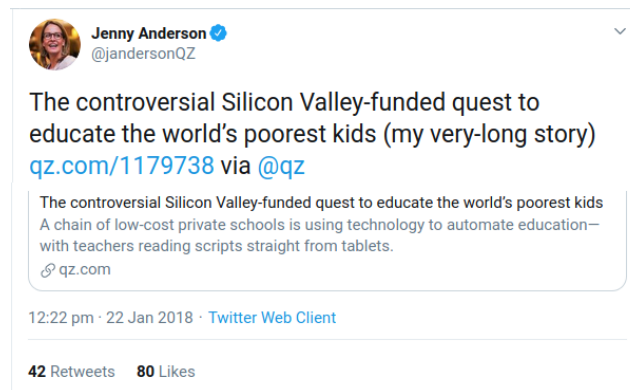 Jenny Anderson
@jandersonQZ
The controversial Silicon Valley-funded quest to
educate the world's poorest kids (my very-long story)
qz.com/1179738 via @qz
The controversial Silicon Valley-funded quest to educate the world's poorest kids
A chain of low-cost private schools is using technology to automate education—
with teachers reading scripts straight from tablets.
qz.com
12:22 pm · 22 Jan 2018 · Twitter Web Client
42 Retweets 80 Likes